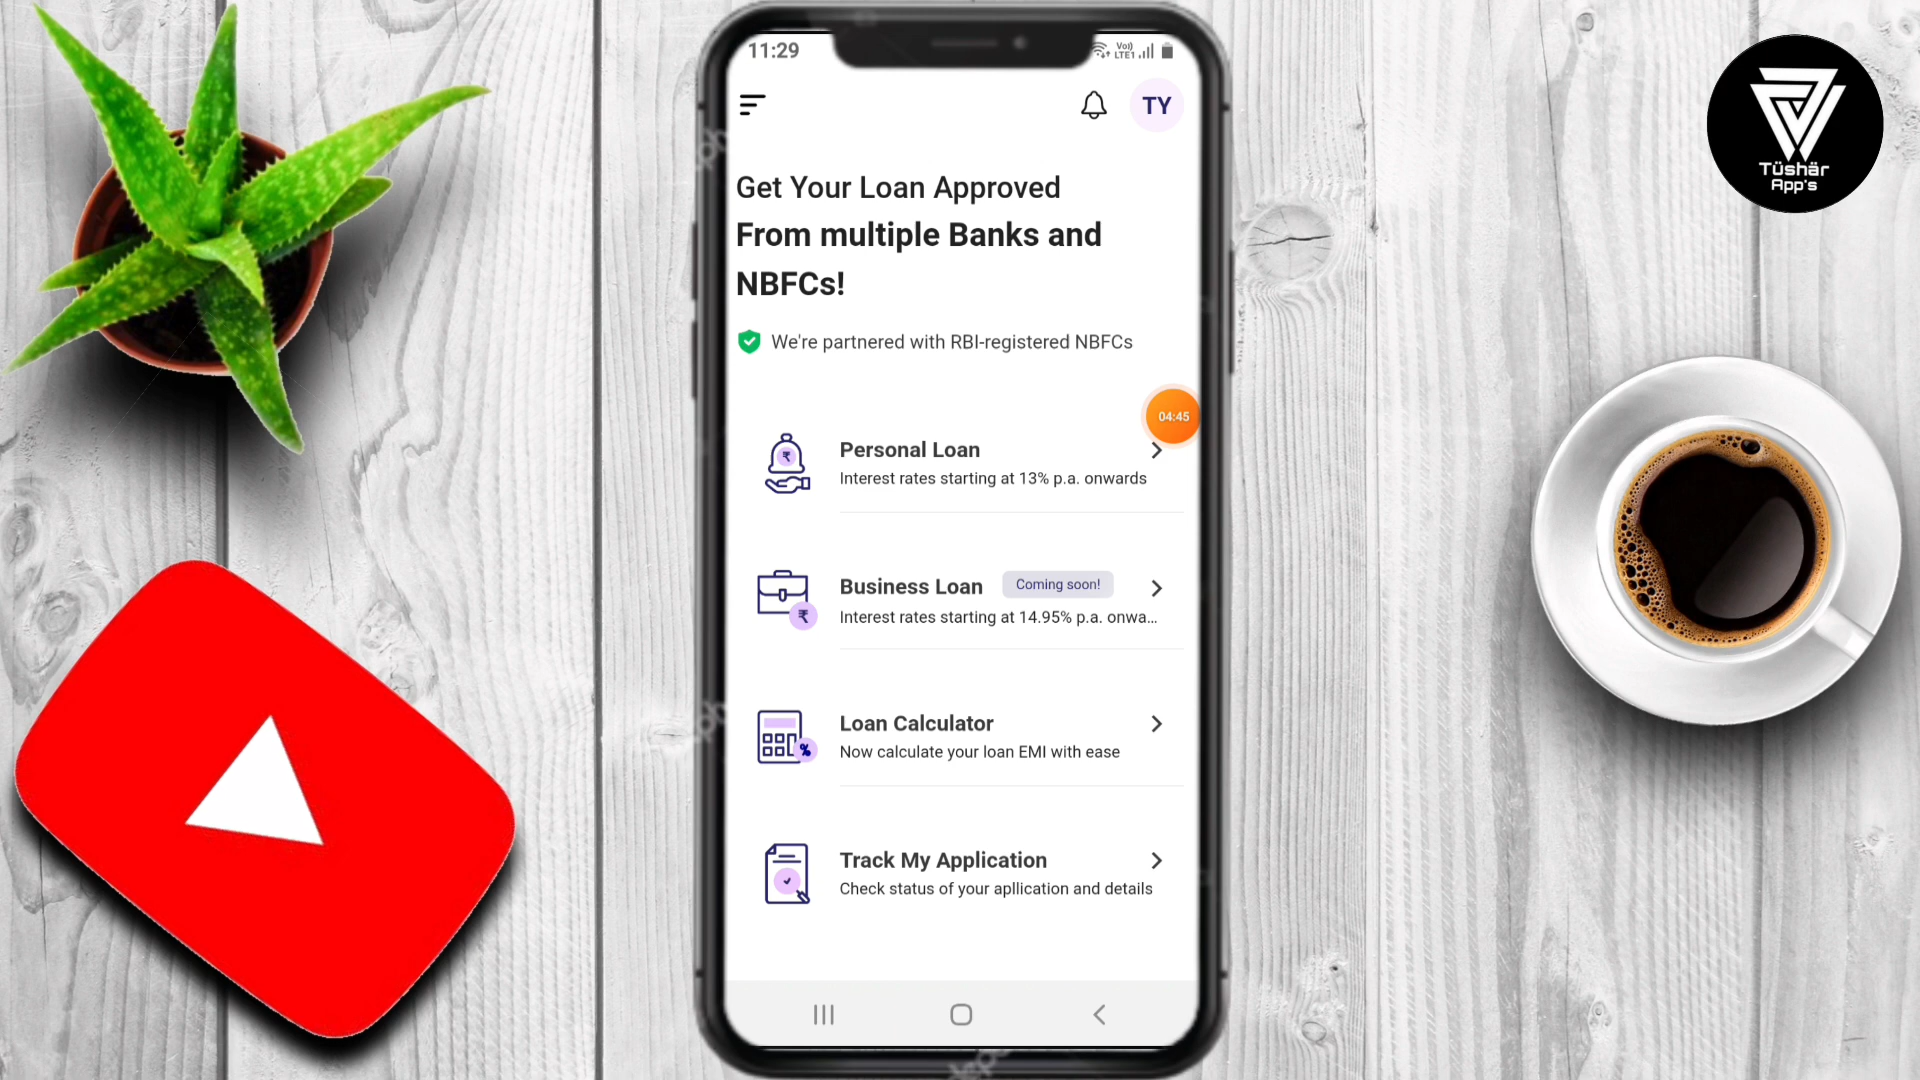 11:29
Vo))
LTE1
TY
Get Your Loan Approved
From multiple Banks and
NBFCs!
We're partnered with RBI-registered NBFCs
04:45
Personal Loan
Interest rates starting at 13% p.a. onwards
Business Loan
Coming soon!
Interest rates starting at 14.95% p.a. onwa...
Loan Calculator
Now calculate your loan EMI with ease
Track My Application
Check status of your apllication and details
Tüshär
App's